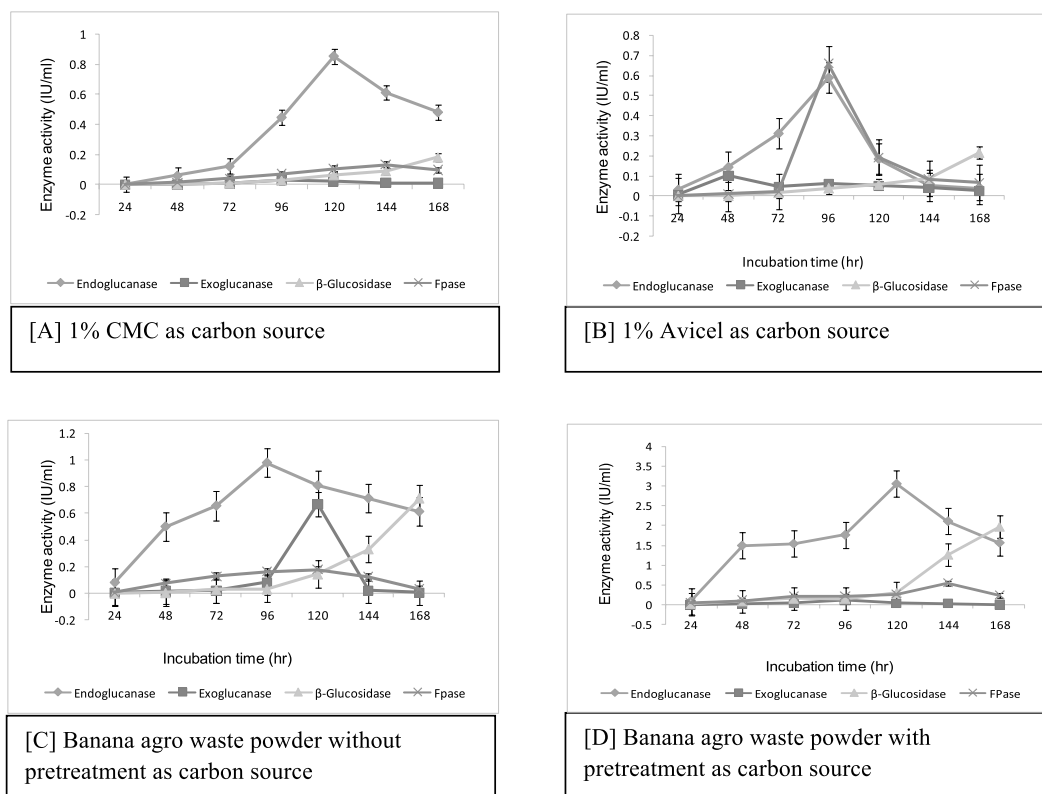 Enzyme activity (IU/ml)
1
0.8
0.6
0.4
0.2
0
-0.2
24 48 72 96 120 144 168
Endoglucanase Exoglucanase β-Glucosidase Fpase
[A] 1% CMC as carbon source
Enzyme activity (IU/ml)
0.8
0.7
0.6
0.5
0.4
0.3
0.2
0.1
0
-0.1
-0.2
24 48 72 96 120 144 168
Incubation time (hr)
Endoglucanase Exoglucanase β-Glucosidase Fpase
[B] 1% Avicel as carbon source
Enzyme activity (IU/ml)
1.2
1
0.8
0.6
0.4
0.2
0
-0.2
24 48 72 96 120 144 168
Incubation time (hr)
Endoglucanase Exoglucanase β-Glucosidase Fpase
[C] Banana agro waste powder without
pretreatment as carbon source
Enzyme activity (IU/ml)
4
3.5
3
2.5
2
1.5
1
0.5
0
-0.5
24 48 72 96 120 144 168
Incubation time (hr)
Endoglucanase Exoglucanase β-Glucosidase FPase
[D] Banana agro waste powder with
pretreatment as carbon source